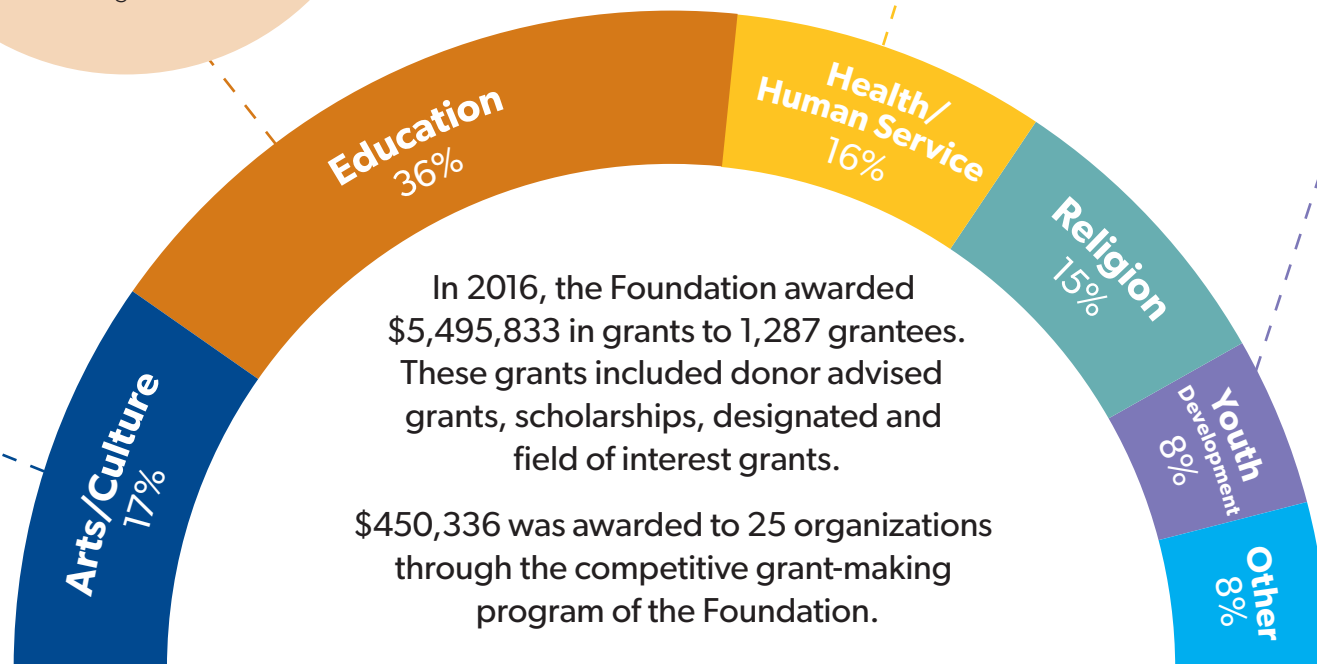 Arts/Culture
17%
Education
36%
Health/
Human Service
16%
Religion
15%
Youth
Development
8%
Other
8%
In 2016, the Foundation awarded
$5,495,833 in grants to 1,287 grantees.
These grants included donor advised
grants, scholarships, designated and
field of interest grants.
$450,336 was awarded to 25 organizations
through the competitive grant-making
program of the Foundation.